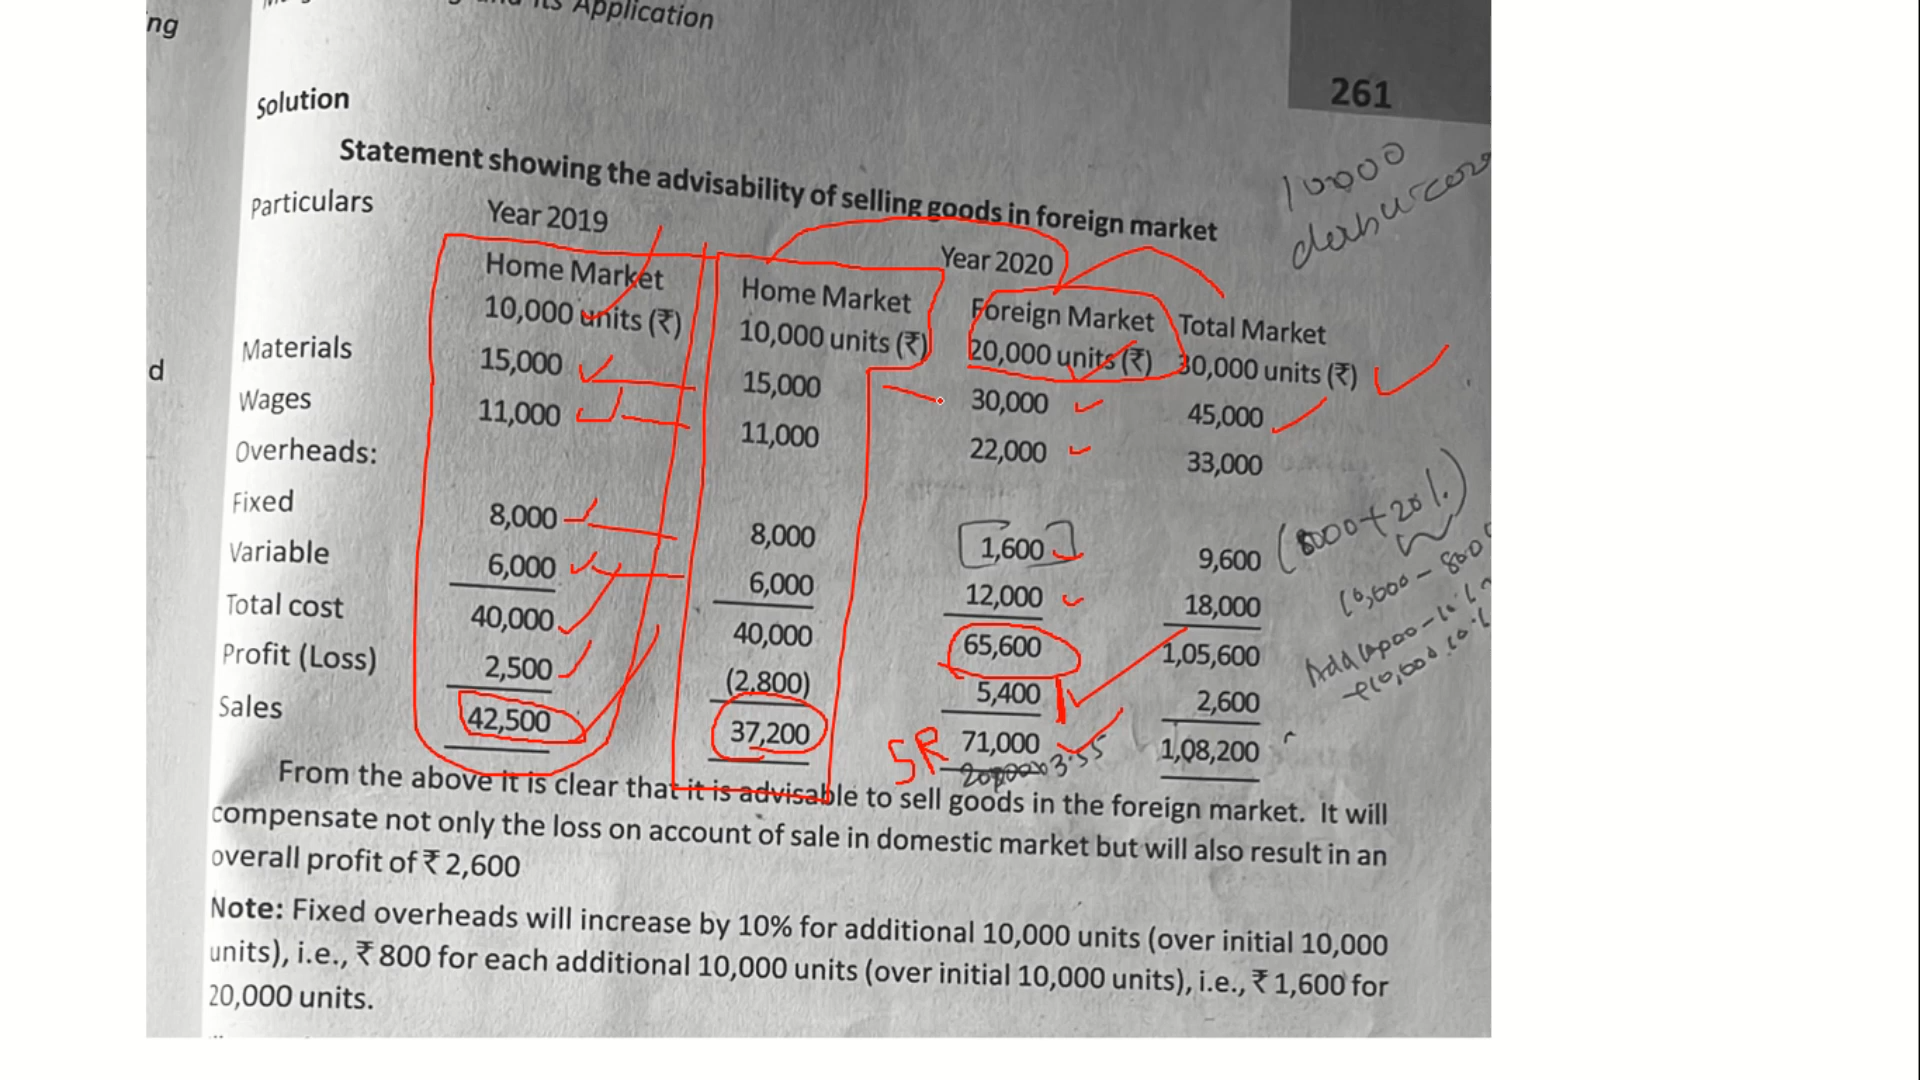 ng
its Application
261
Solution
Statement showing the advisability of selling goods in foreign market
10000
Particulars
Year 2019
Year 2020
Home Market
Home Market
Foreign Market
Total Market
10,000 units (₹)
10,000 units (₹)
20,000 units (₹)
30,000 units (₹)
d
Materials
15,000
15,000
30,000
45,000
Wages
11,000
11,000
22,000
33,000
Overheads:
Fixed
8,000
8,000
1,600
9,600
(8000+20%)
Variable
6,000
6,000
12,000
18,000
Total cost
40,000
40,000
65,600
1,05,600
Profit (Loss)
2,500
(2,800)
5,400
2,600
Sales
42,500
37,200
SR
71,000
1,08,200
From the above it is clear that it is advisable to sell goods in the foreign market. It will
compensate not only the loss on account of sale in domestic market but will also result in an
overall profit of ₹ 2,600
Note: Fixed overheads will increase by 10% for additional 10,000 units (over initial 10,000
units), i.e., ₹ 800 for each additional 10,000 units (over initial 10,000 units), i.e., ₹ 1,600 for
20,000 units.